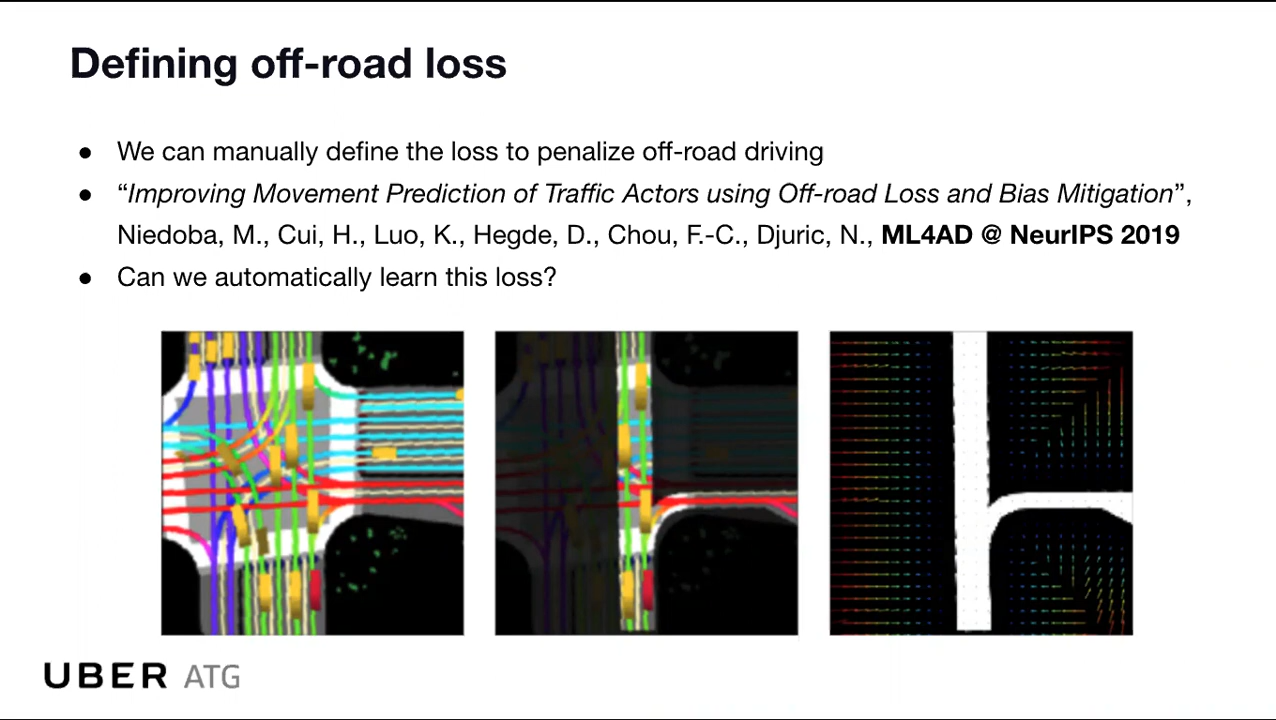 Defining off-road loss
● We can manually define the loss to penalize off-road driving
● “Improving Movement Prediction of Traffic Actors using Off-road Loss and Bias Mitigation”,
Niedoba, M., Cui, H., Luo, K., Hegde, D., Chou, F.-C., Djuric, N., ML4AD @ NeurIPS 2019
● Can we automatically learn this loss?
UBER ATG